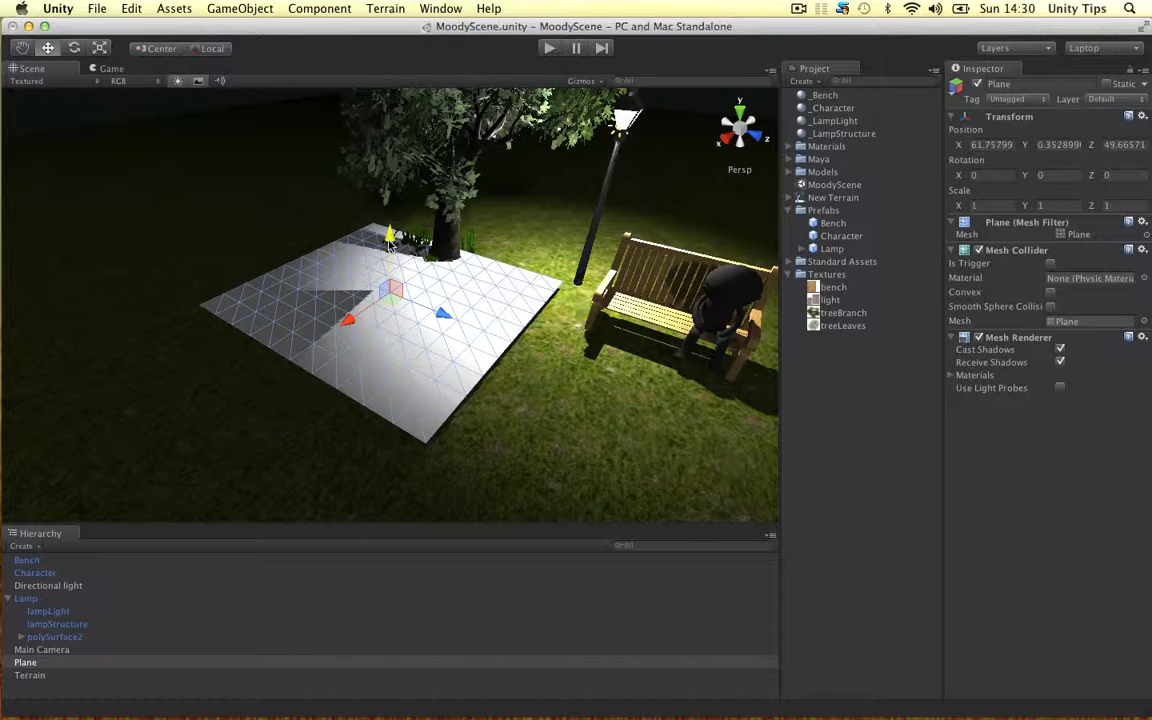 Unity File Edit Assets GameObject Component Terrain Window Help Sun 14:30 Unity Tips
MoodyScene.unity - MoodyScene - PC and Mac Standalone
Center Local Layers Laptop
Scene Game
Textured RGB Gizmos All
y
x
z
Persp
Project
Create All
_Bench
_Character
_LampLight
_LampStructure
Materials
Maya
Models
MoodyScene
New Terrain
Prefabs
Bench
Character
Lamp
Standard Assets
Textures
bench
light
treeBranch
treeLeaves
Inspector
Plane Static
Tag Untagged Layer Default
Transform
Position
X 61.75799 Y 0.352899 Z 49.66571
Rotation
X 0 Y 0 Z 0
Scale
X 1 Y 1 Z 1
Plane (Mesh Filter)
Mesh Plane
Mesh Collider
Is Trigger
Material None (Physic Materia
Convex
Smooth Sphere Collisi
Mesh Plane
Mesh Renderer
Cast Shadows
Receive Shadows
Materials
Use Light Probes
Hierarchy
Create All
Bench
Character
Directional light
Lamp
lampLight
lampStructure
polySurface2
Main Camera
Plane
Terrain